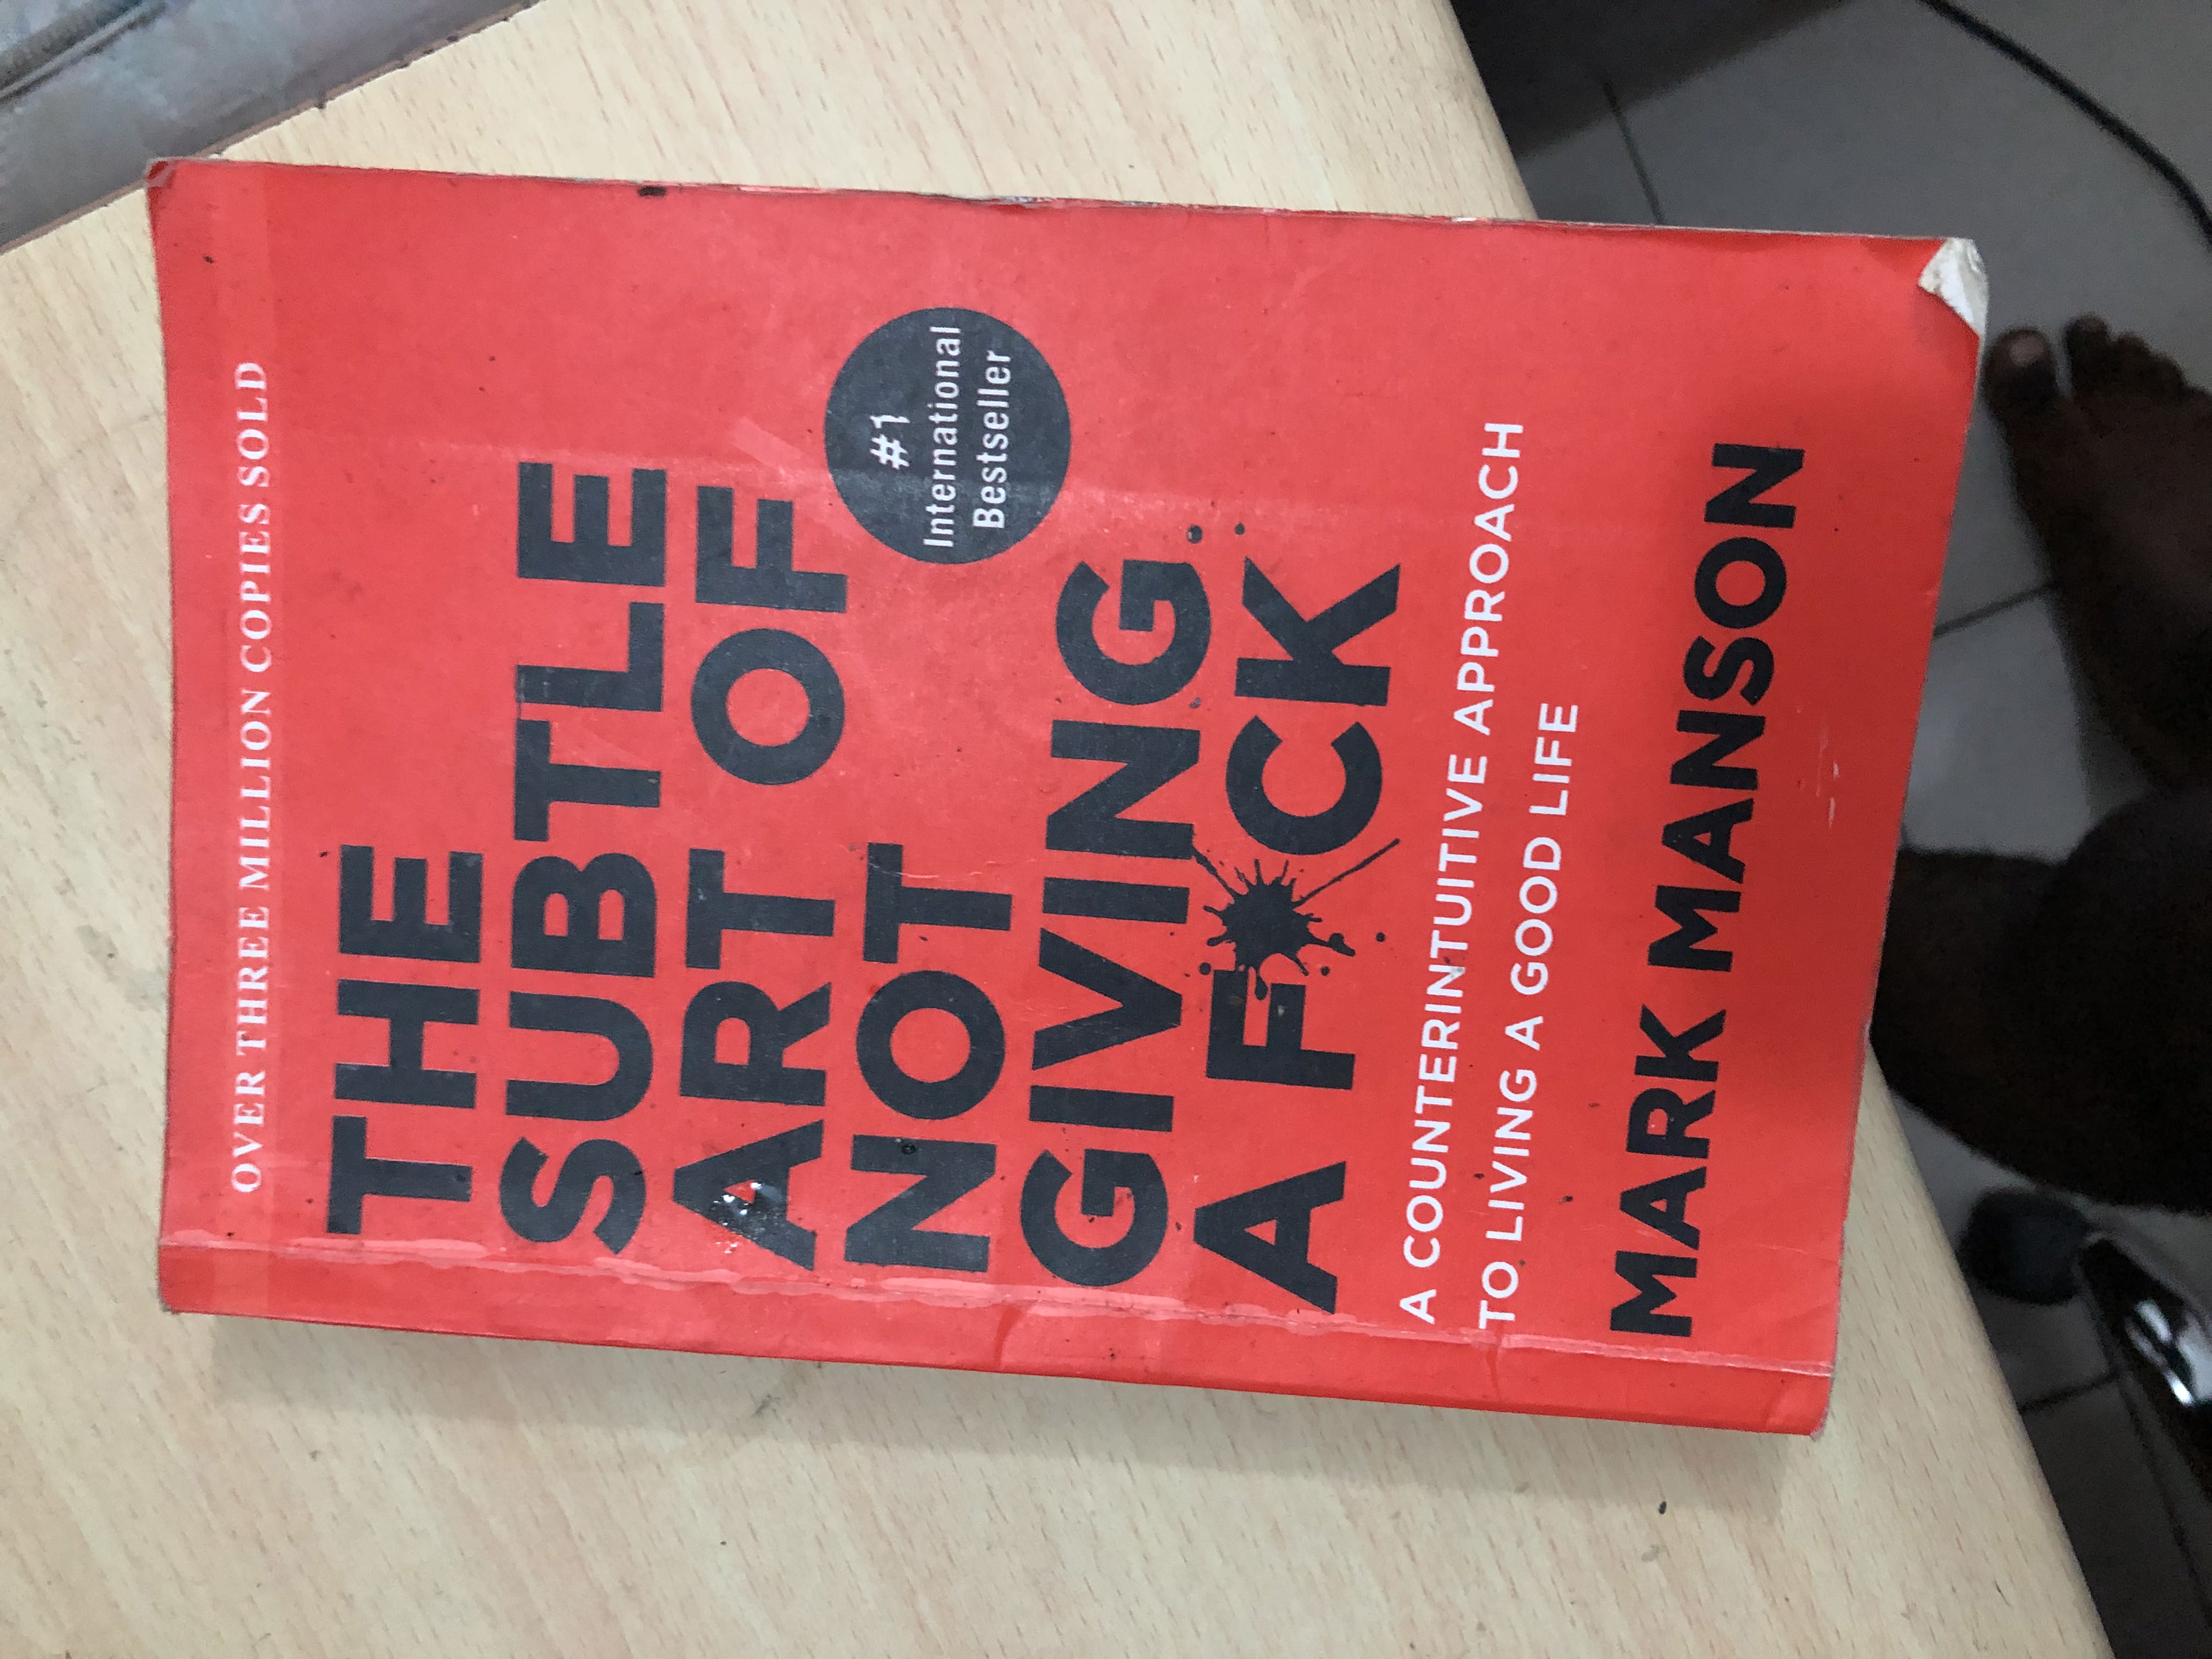 OVER THREE MILLION COPIES SOLD
THE
SUBTLE
ART OF
#1
International
Bestseller
NOT
GIVING
A F CK
A COUNTERINTUITIVE APPROACH
TO LIVING A GOOD LIFE
MARK MANSON